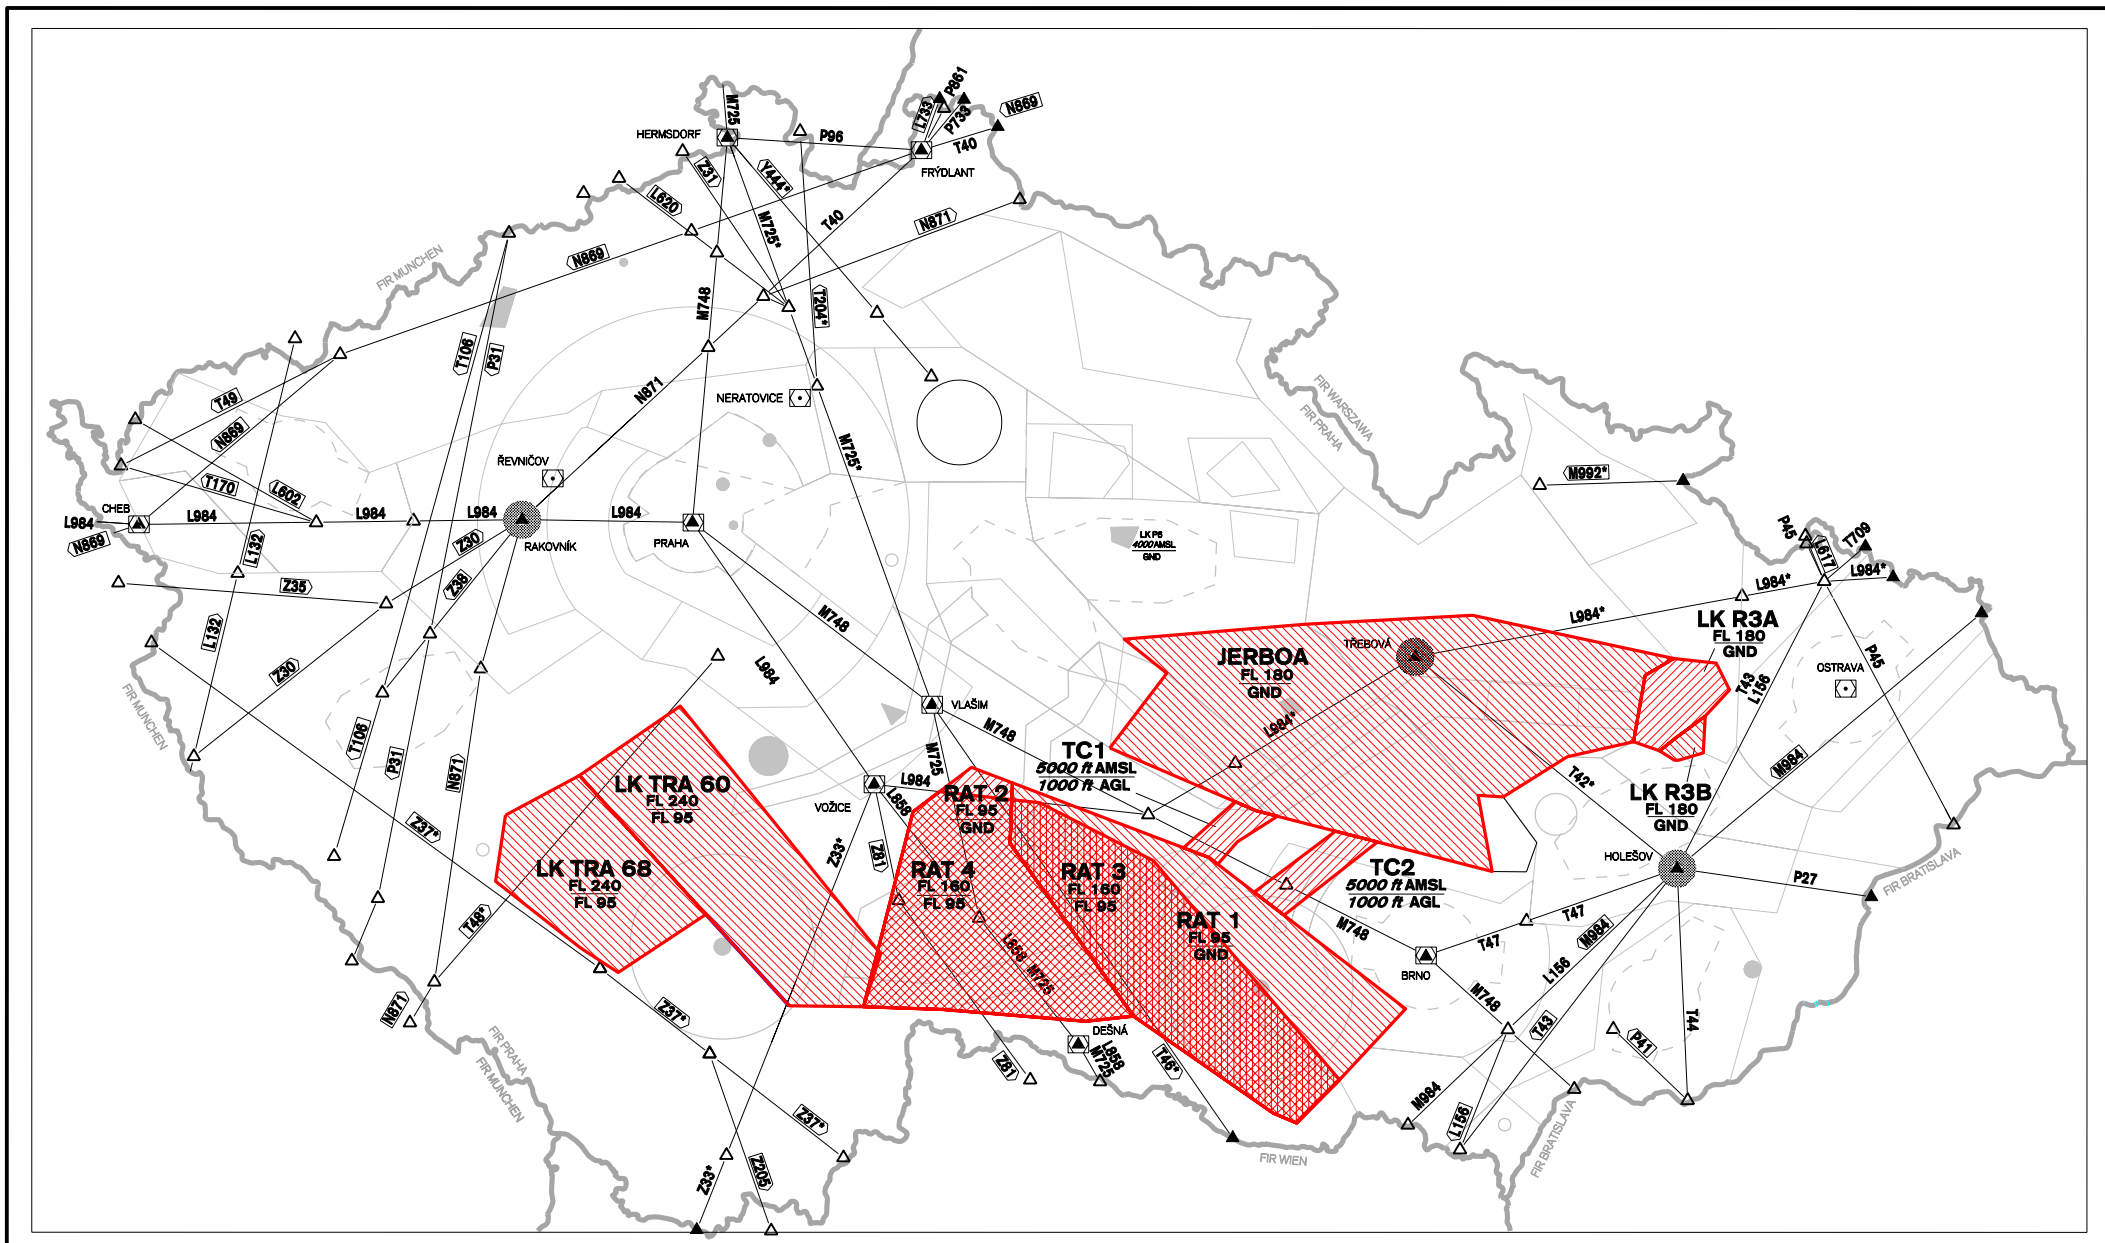 M725
P861
L733
P733
N869
HERMSDORF
P96
T40
FRÝDLANT
Z31
Y444*
L620
M725*
T40
N871
FIR MUNCHEN
N869
M748
T204*
T106
P31
N871
NERATOVICE
FIR WARSZAWA
FIR PRAHA
T49
N869
M725*
ŘEVNIČOV
M992*
T170
L602
CHEB
L984
L984
L984
L984
L984
N869
RAKOVNÍK
PRAHA
LK P6
4000 AMSL
GND
P45
L617
T709
L984*
L984*
L132
Z30
Z38
Z35
M748
L984*
LK R3A
FL 180
GND
L132
Z30
L984
TŘEBOVÁ
JERBOA
FL 180
GND
P45
OSTRAVA
T43
L156
FIR MUNCHEN
VLAŠIM
M748
L984*
T106
P31
N871
M725
TC1
5000 ft AMSL
1000 ft AGL
T42*
M984
LK TRA 60
FL 240
FL 95
L984
VOŽICE
L858
RAT 2
FL 95
GND
LK R3B
FL 180
GND
Z37*
Z33*
Z81
HOLEŠOV
LK TRA 68
FL 240
FL 95
RAT 4
FL 160
FL 95
RAT 3
FL 160
FL 95
TC2
5000 ft AMSL
1000 ft AGL
P27
FIR BRATISLAVA
T48*
RAT 1
FL 95
GND
M748
T47
T47
M984
L858
M725
BRNO
L156
N871
Z37*
M748
FIR PRAHA
FIR MUNCHEN
DEŠNÁ
L858
M725
Z81
T46*
T43
P41
T44
M984
L156
Z37*
Z33*
Z205
FIR WIEN
FIR BRATISLAVA